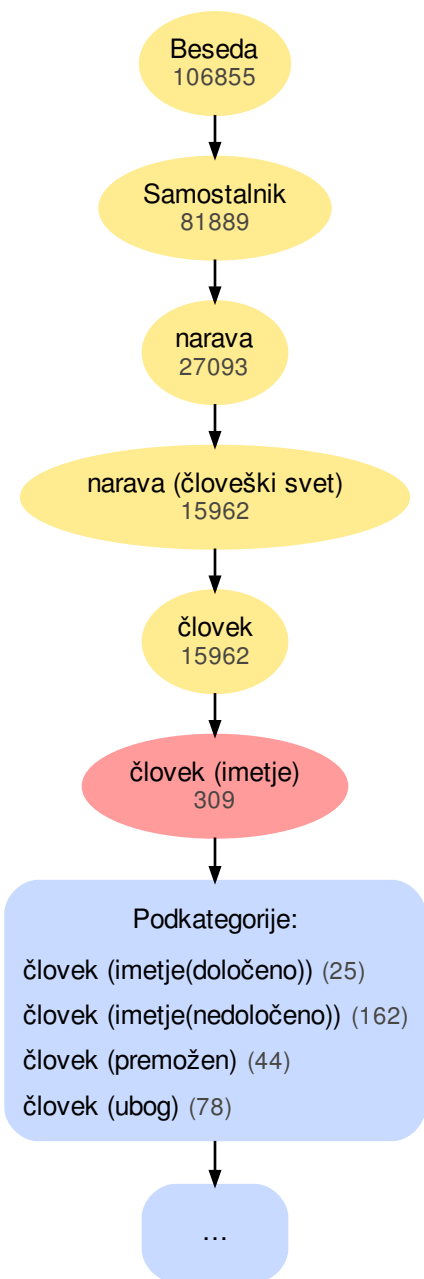 Beseda
106855
Samostalnik
81889
narava
27093
narava (človeški svet)
15962
človek
15962
človek (imetje)
309
Podkategorije:
človek (imetje(določeno)) (25)
človek (imetje(nedoločeno)) (162)
človek (premožen) (44)
človek (ubog) (78)
...